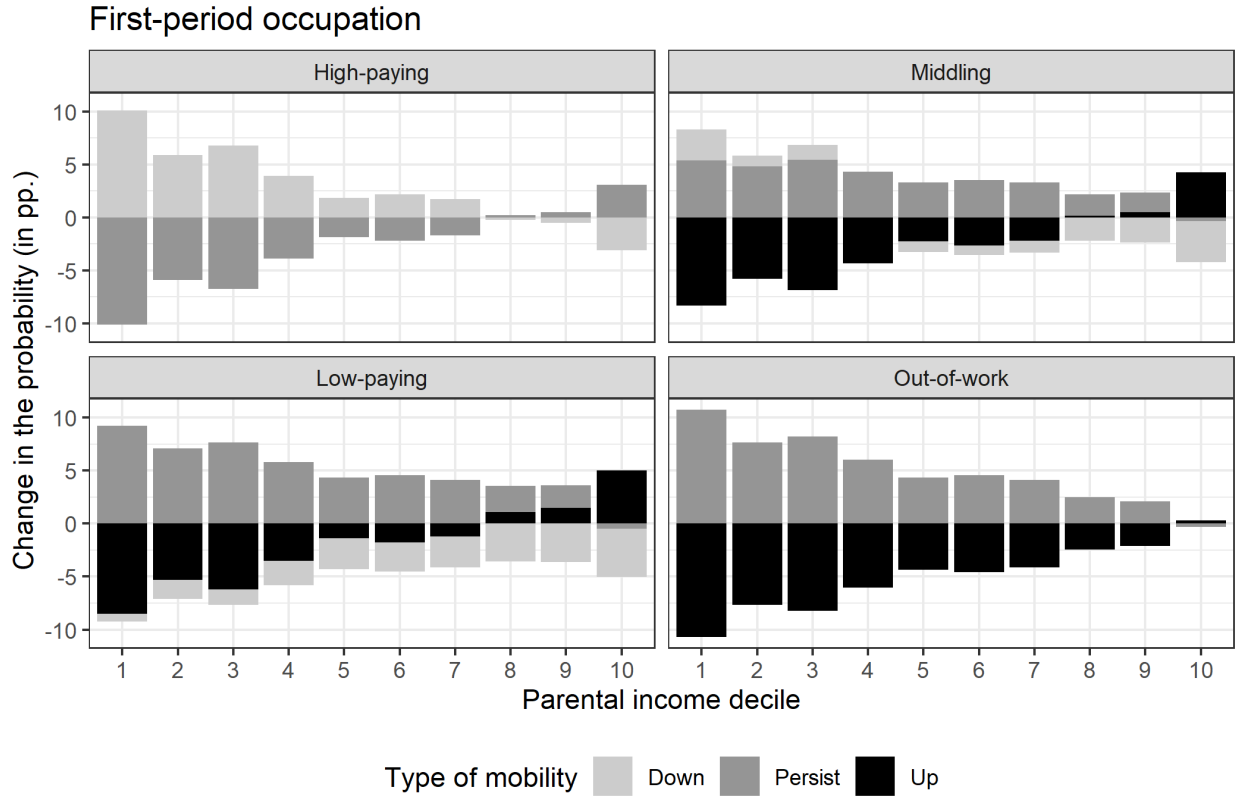 First-period occupation
High-paying
Middling
10
5
0
-5
-10
Low-paying
Out-of-work
10
5
0
-5
-10
1 2 3 4 5 6 7 8 9 10
1 2 3 4 5 6 7 8 9 10
Change in the probability (in pp.)
Parental income decile
Type of mobility Down Persist Up